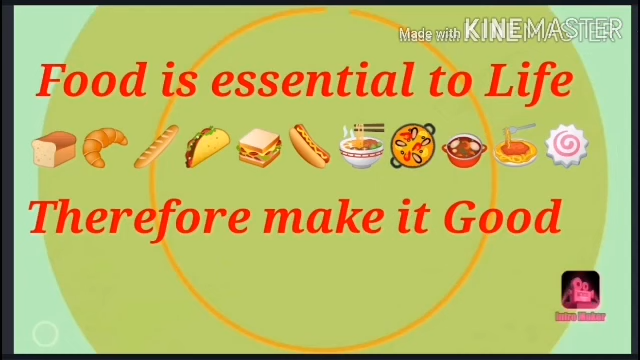 Made with KINEMASTER
Food is essential to Life
Therefore make it Good
Intro Maker